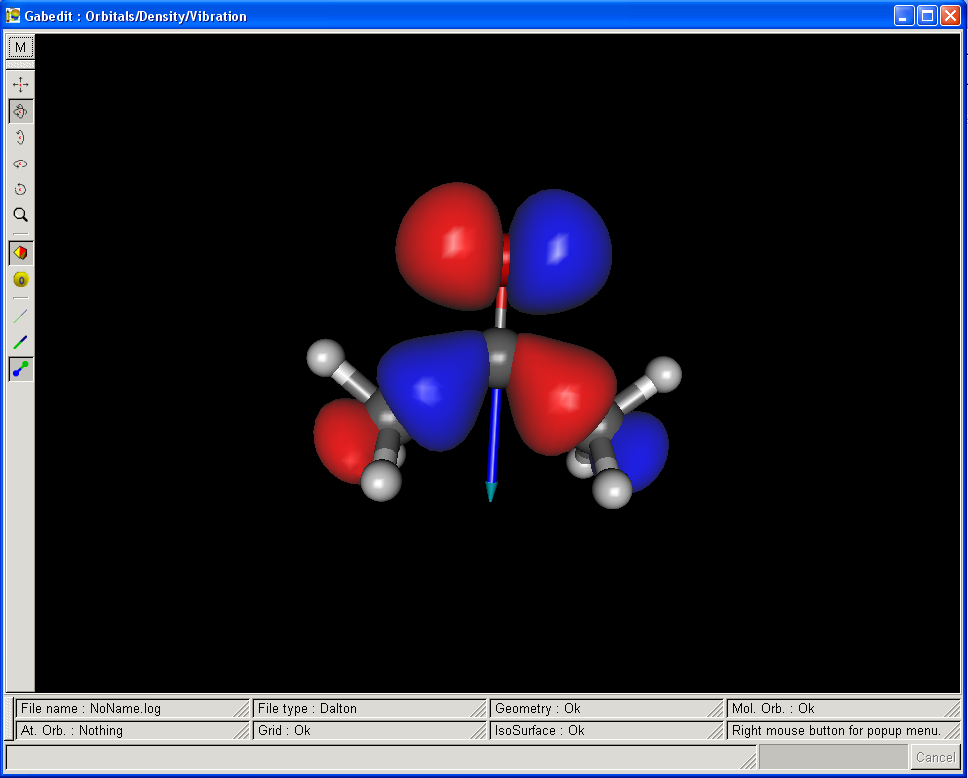 Gabedit : Orbitals/Density/Vibration
M
File name : NoName.log
File type : Dalton
Geometry : Ok
Mol. Orb. : Ok
At. Orb. : Nothing
Grid : Ok
IsoSurface : Ok
Right mouse button for popup menu.
Cancel